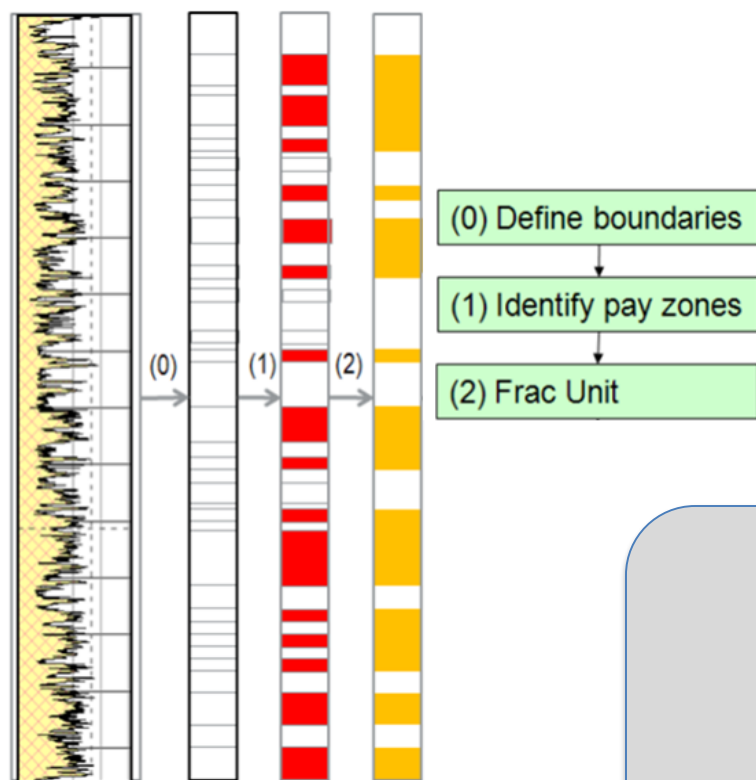 (0) Define boundaries
(1) Identify pay zones
(2) Frac Unit
(0)
(1)
(2)